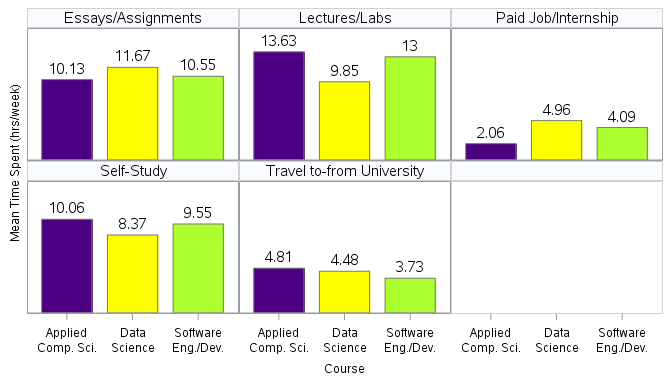 Essays/Assignments
Lectures/Labs
Paid Job/Internship
10.13
11.67
10.55
13.63
9.85
13
2.06
4.96
4.09
Self-Study
Travel to-from University
10.06
8.37
9.55
4.81
4.48
3.73
Mean Time Spent (hrs/week)
Applied
Comp. Sci.
Data
Science
Software
Eng./Dev.
Applied
Comp. Sci.
Data
Science
Software
Eng./Dev.
Applied
Comp. Sci.
Data
Science
Software
Eng./Dev.
Course